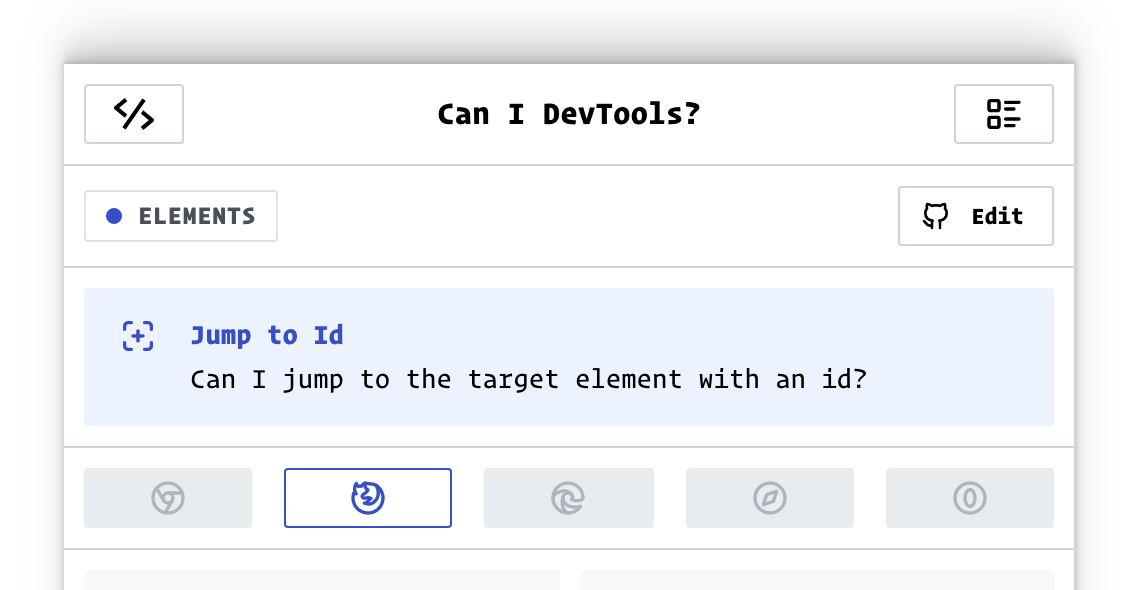 Can I DevTools?
ELEMENTS
Edit
Jump to Id
Can I jump to the target element with an id?